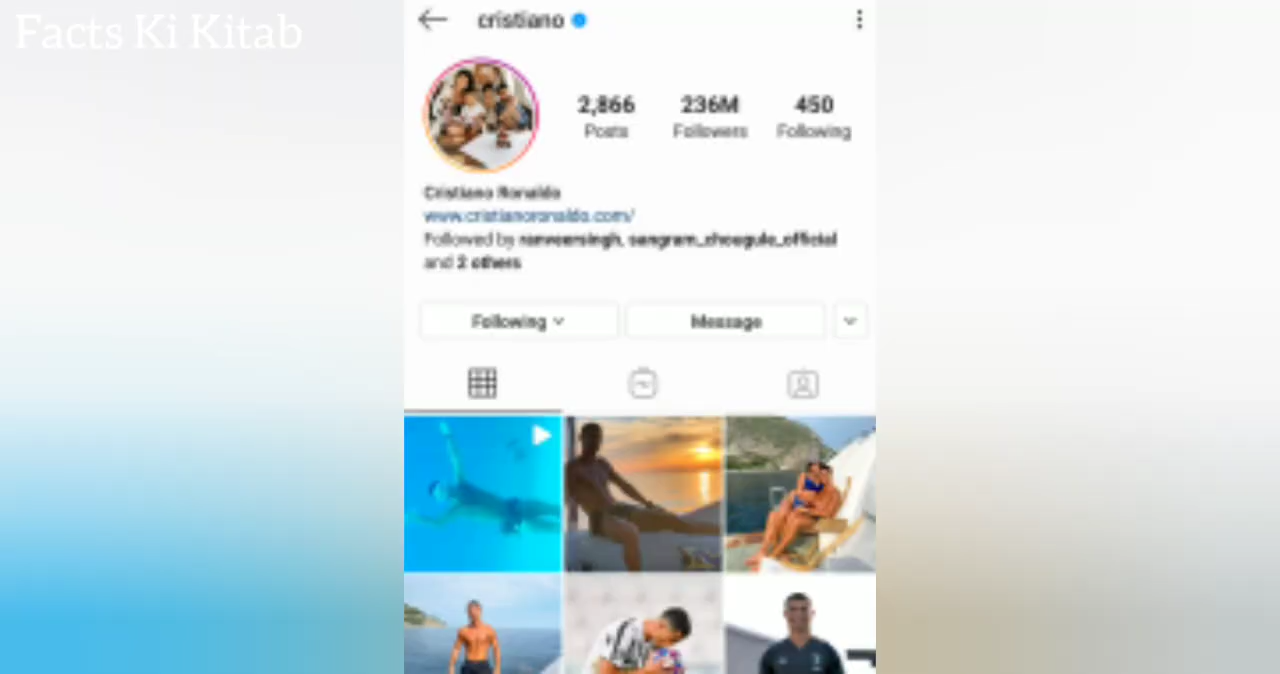 Facts Ki Kitab
cristiano
2,866 236M 450
Posts Followers Following
Cristiano Ronaldo
www.cristianoronaldo.com/
Followed by ranveersingh, sangram_chougule_official
and 2 others
Following Message